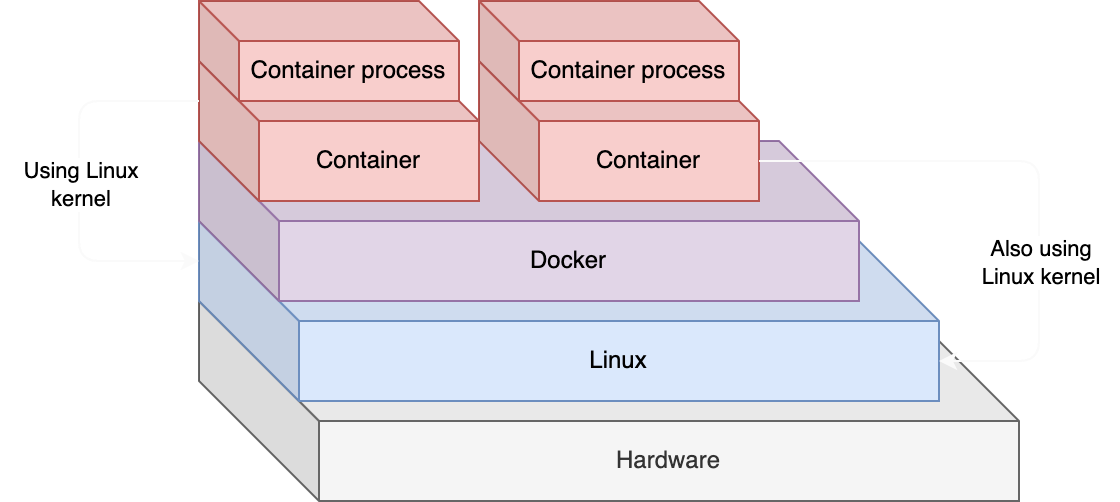 Container process
Container process
Container
Container
Using Linux
kernel
Docker
Also using
Linux kernel
Linux
Hardware